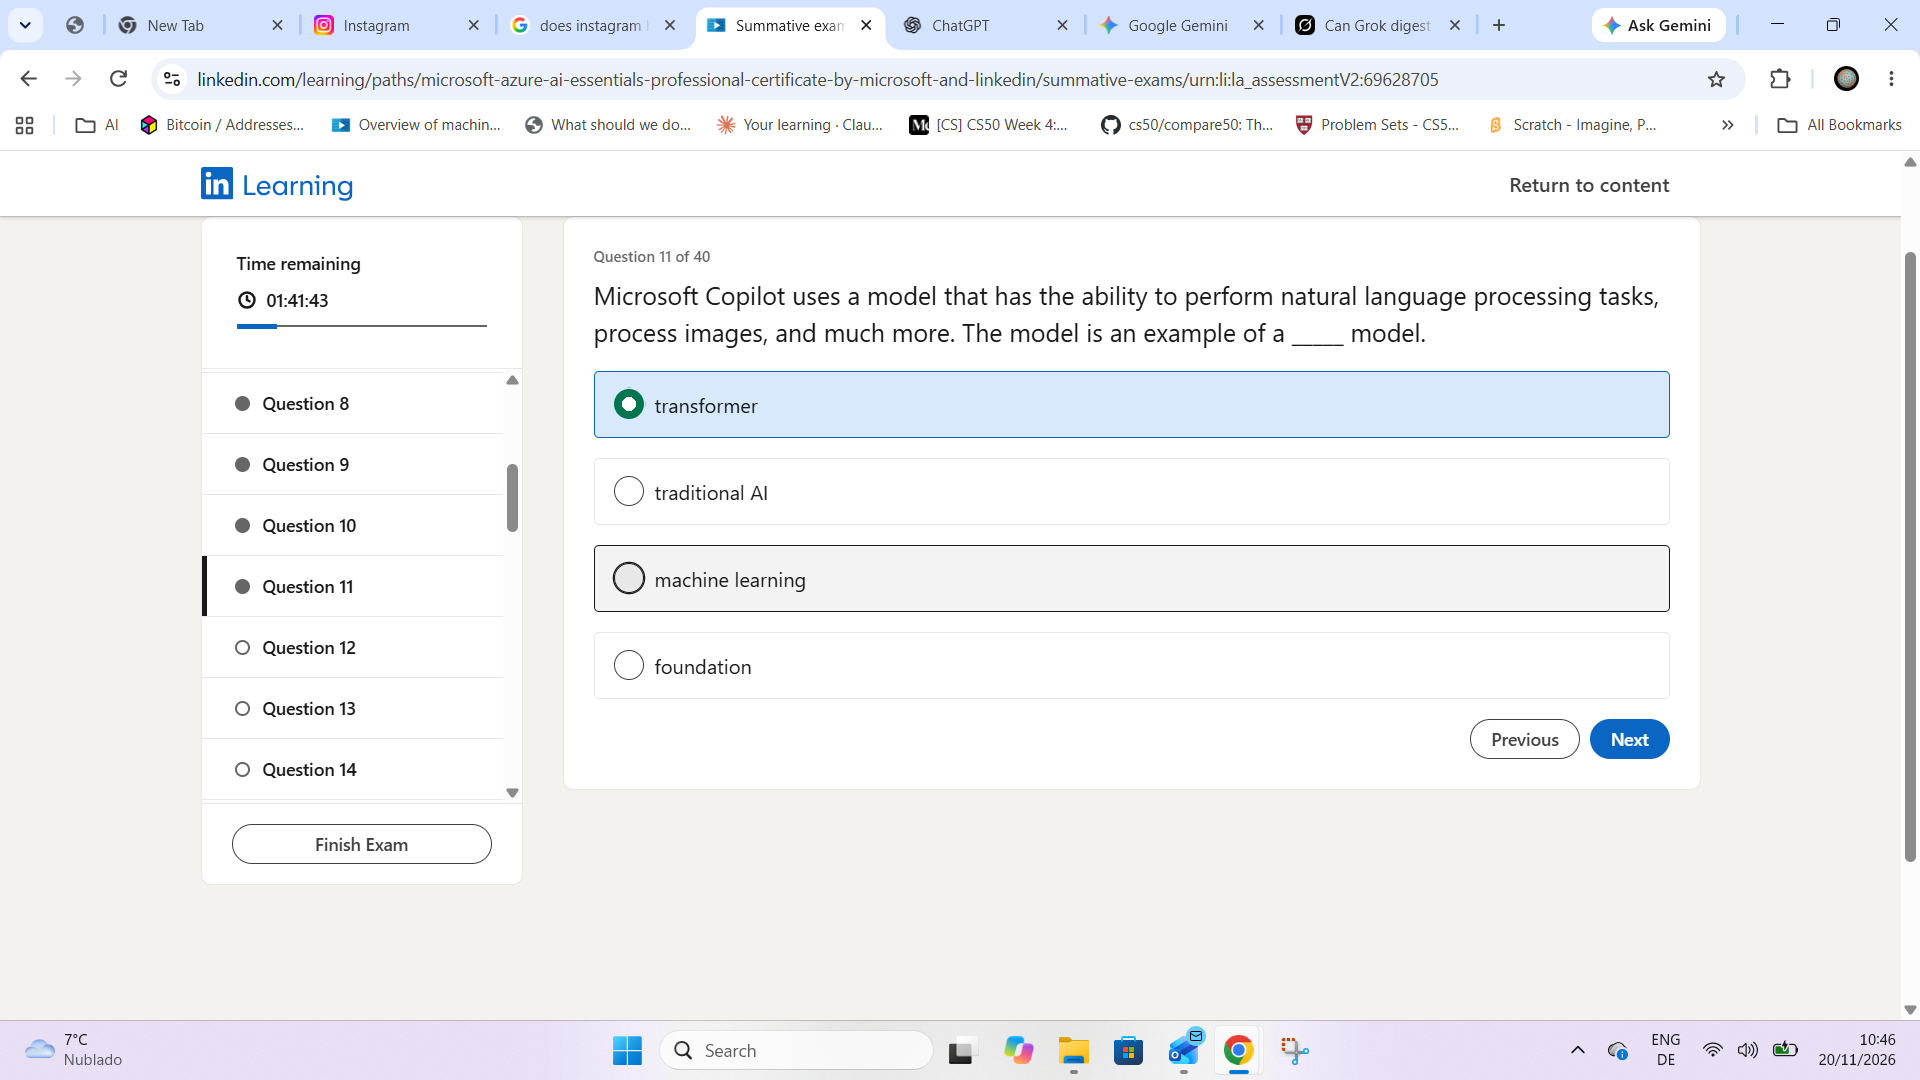 New Tab
Instagram
does instagram
Summative exam
ChatGPT
Google Gemini
Can Grok digest
Ask Gemini
linkedin.com/learning/paths/microsoft-azure-ai-essentials-professional-certificate-by-microsoft-and-linkedin/summative-exams/urn:li:la_assessmentV2:69628705
AI
Bitcoin / Addresses...
Overview of machin...
What should we do...
Your learning · Clau...
[CS] CS50 Week 4:...
cs50/compare50: Th...
Problem Sets - CS5...
Scratch - Imagine, P...
All Bookmarks
in Learning
Return to content
Time remaining
01:41:43
Question 8
Question 9
Question 10
Question 11
Question 12
Question 13
Question 14
Finish Exam
Question 11 of 40
Microsoft Copilot uses a model that has the ability to perform natural language processing tasks,
process images, and much more. The model is an example of a _____ model.
transformer
traditional AI
machine learning
foundation
Previous
Next
7°C
Nublado
Search
ENG
DE
10:46
20/11/2026